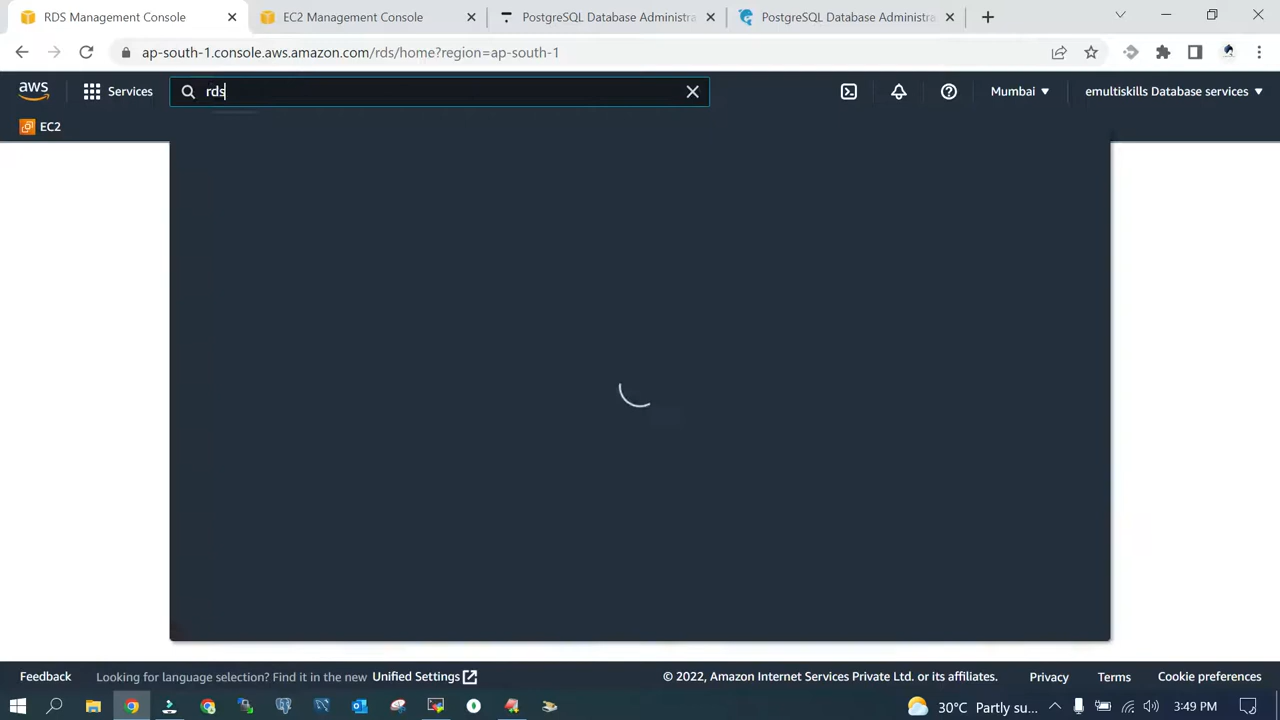 RDS Management Console
EC2 Management Console
PostgreSQL Database Administra
PostgreSQL Database Administra
ap-south-1.console.aws.amazon.com/rds/home?region=ap-south-1
aws
Services
rds
Mumbai
emultiskills Database services
EC2
Feedback
Looking for language selection? Find it in the new Unified Settings
© 2022, Amazon Internet Services Private Ltd. or its affiliates.
Privacy
Terms
Cookie preferences
30°C Partly su...
3:49 PM